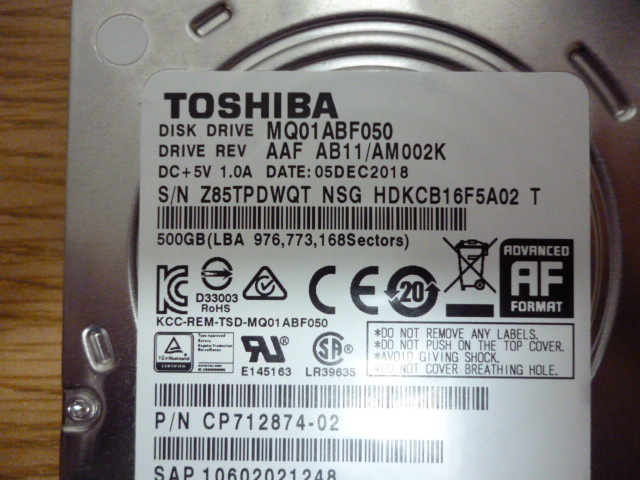 TOSHIBA
DISK DRIVE MQ01ABF050
DRIVE REV AAF AB11/AM002K
DC+5V 1.0A DATE:05DEC2018
S/N Z85TPDWQT NSG HDKCB16F5A02 T
500GB(LBA 976,773,168Sectors)
D33003
RoHS
CE
20
ADVANCED
AF
FORMAT
KCC-REM-TSD-MQ01ABF050
TÜVRheinland
CERTIFIED
E145163
LR39635
*DO NOT REMOVE ANY LABELS.
*DO NOT PUSH ON THE TOP COVER.
*AVOID GIVING SHOCK.
*DO NOT COVER BREATHING HOLE.
P/N CP712874-02
SAP 10602021248